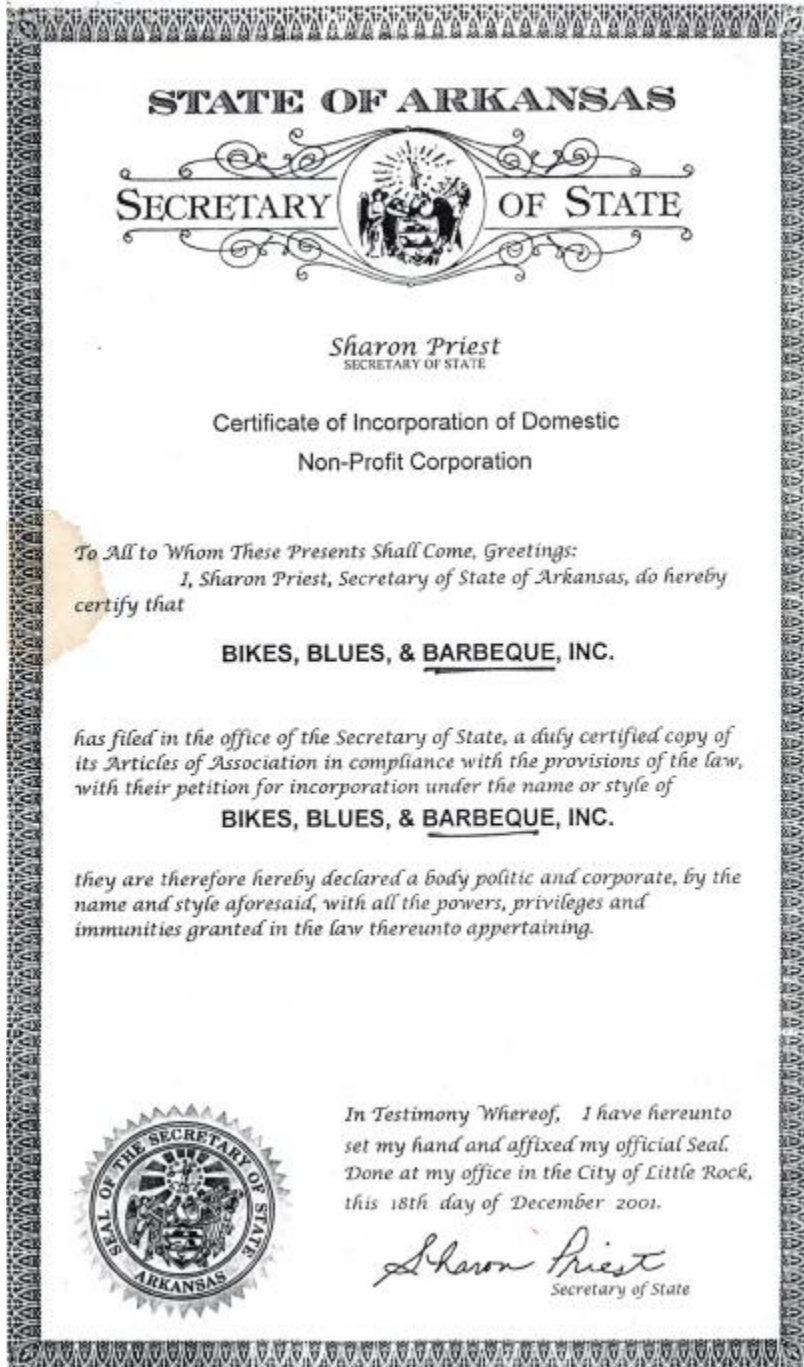 STATE OF ARKANSAS
SECRETARY OF STATE
Sharon Priest
SECRETARY OF STATE
Certificate of Incorporation of Domestic
Non-Profit Corporation
To All to Whom These Presents Shall Come, Greetings:
I, Sharon Priest, Secretary of State of Arkansas, do hereby
certify that
BIKES, BLUES, & BARBEQUE, INC.
has filed in the office of the Secretary of State, a duly certified copy of
its Articles of Association in compliance with the provisions of the law,
with their petition for incorporation under the name or style of
BIKES, BLUES, & BARBEQUE, INC.
they are therefore hereby declared a body politic and corporate, by the
name and style aforesaid, with all the powers, privileges and
immunities granted in the law thereunto appertaining.
SEAL OF THE SECRETARY OF STATE
ARKANSAS
In Testimony Whereof, I have hereunto
set my hand and affixed my official Seal.
Done at my office in the City of Little Rock,
this 18th day of December 2001.
Sharon Priest
Secretary of State